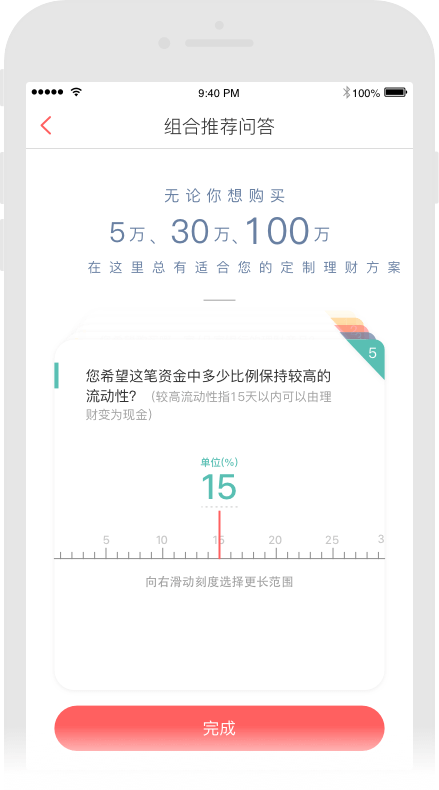 9:40 PM 100%
组合推荐问答
无论你想购买
5万、30万、100万
在这里总有适合您的定制理财方案
5
您希望这笔资金中多少比例保持较高的
流动性？（较高流动性指15天以内可以由理
财变为现金）
单位(%)
15
5 10 15 20 25 3
向右滑动刻度选择更长范围
完成